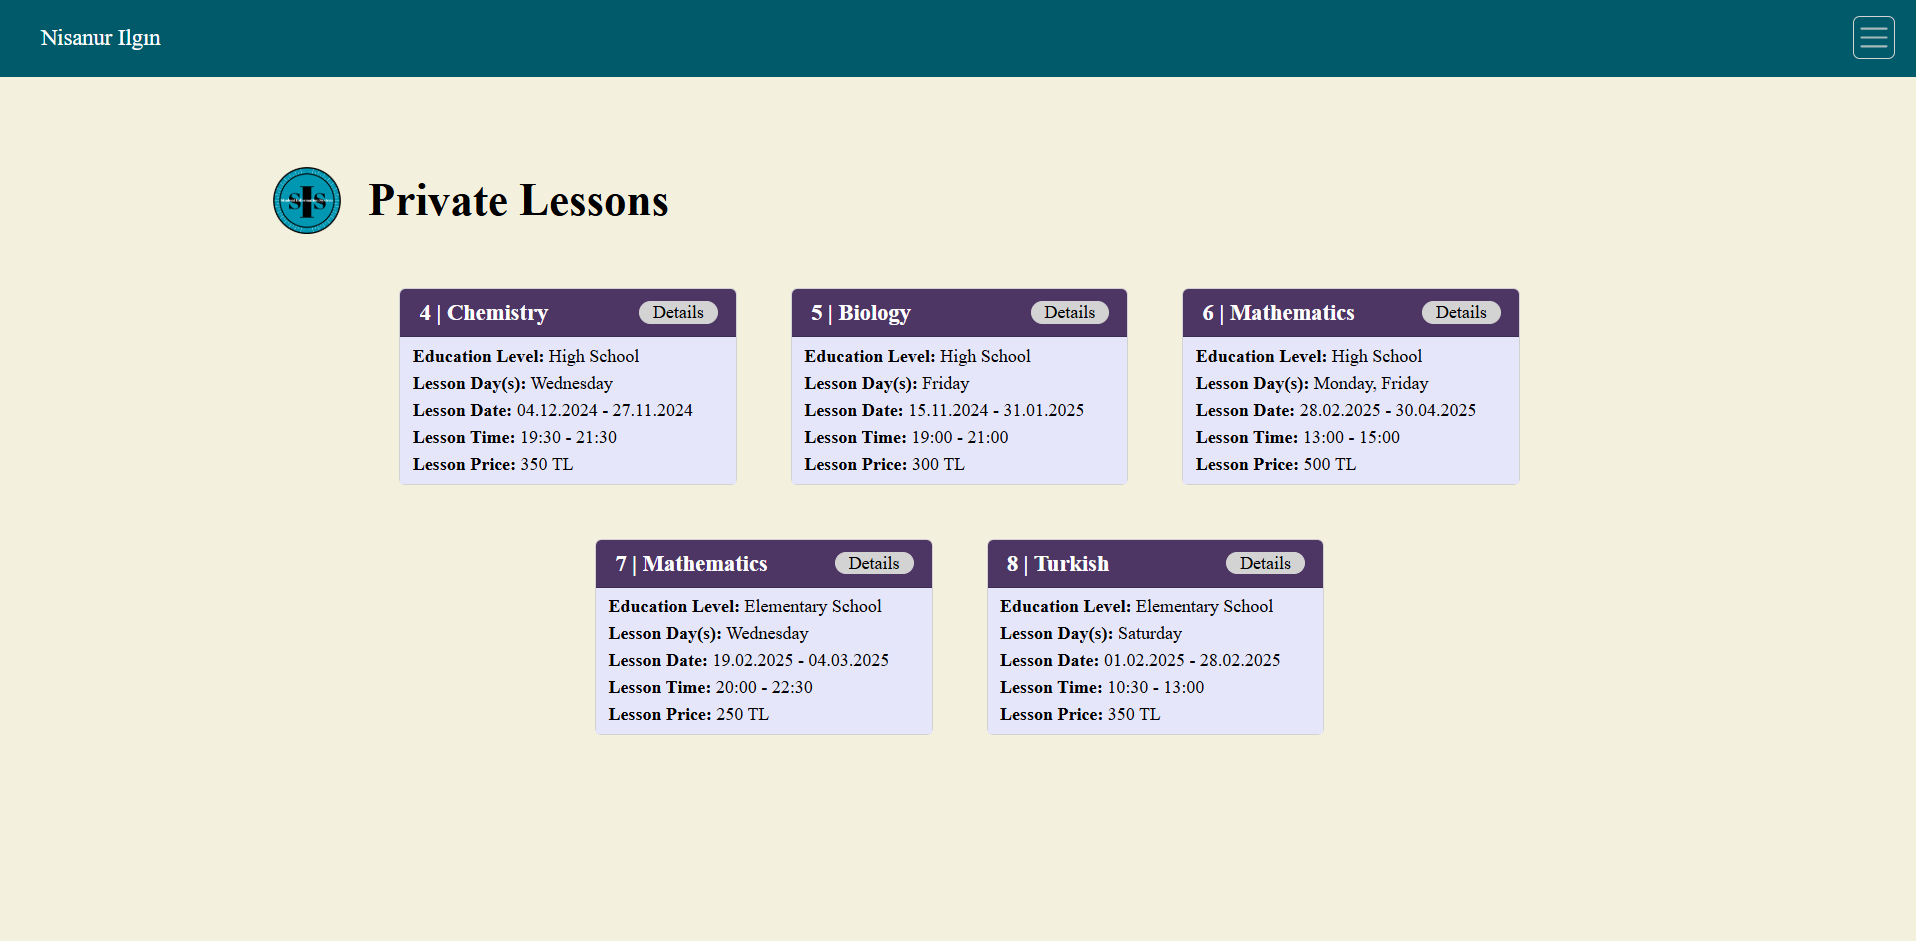 Nisanur Ilgın
SIS
Private Lessons
4 | Chemistry Details
Education Level: High School
Lesson Day(s): Wednesday
Lesson Date: 04.12.2024 - 27.11.2024
Lesson Time: 19:30 - 21:30
Lesson Price: 350 TL
5 | Biology Details
Education Level: High School
Lesson Day(s): Friday
Lesson Date: 15.11.2024 - 31.01.2025
Lesson Time: 19:00 - 21:00
Lesson Price: 300 TL
6 | Mathematics Details
Education Level: High School
Lesson Day(s): Monday, Friday
Lesson Date: 28.02.2025 - 30.04.2025
Lesson Time: 13:00 - 15:00
Lesson Price: 500 TL
7 | Mathematics Details
Education Level: Elementary School
Lesson Day(s): Wednesday
Lesson Date: 19.02.2025 - 04.03.2025
Lesson Time: 20:00 - 22:30
Lesson Price: 250 TL
8 | Turkish Details
Education Level: Elementary School
Lesson Day(s): Saturday
Lesson Date: 01.02.2025 - 28.02.2025
Lesson Time: 10:30 - 13:00
Lesson Price: 350 TL